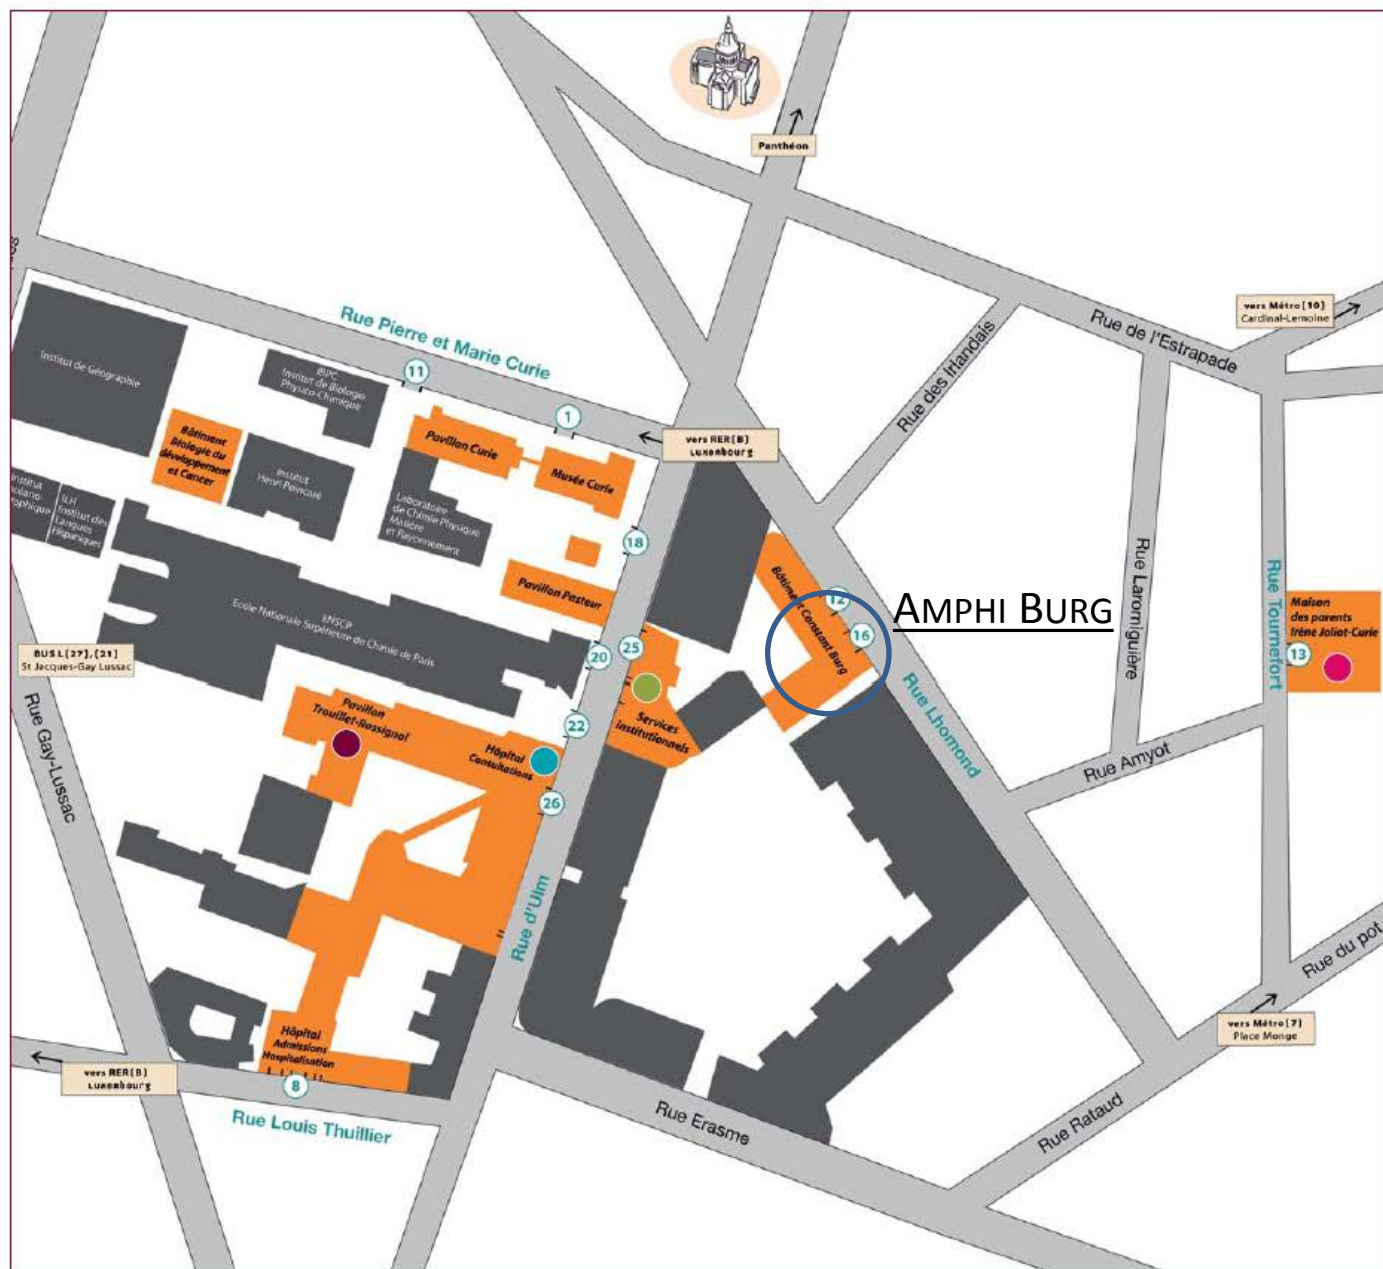 Panthéon
vers Métro (10)
Cardinal-Lemoine
Rue Pierre et Marie Curie
Rue de l'Estrapade
Rue des Irlandais
Institut de Géographie
IBPC
Institut de Biologie
Physico-Chimique
11
1
vers RER (B)
Luxembourg
Bâtiment
Biologie du
développement
et Cancer
Institut
Henri Poincaré
Pavillon Curie
Musée Curie
Laboratoire
de Chimie Physique
Matière
et Rayonnement
ILH
Institut des
Langues
Hispaniques
Institut
18
Pavillon Pasteur
ENSCP
Ecole Nationale Supérieure de Chimie de Paris
Bâtiment Constant Burg
12
16
AMPHI BURG
Rue Laromiguière
Rue Tournefort
Maison
des parents
Irène Joliot-Curie
13
BUS L (27), (21)
St Jacques-Gay Lussac
20
25
22
26
Services
institutionnels
Pavillon
Trouillet-Rossignol
Hôpital
Consultations
Rue Lhomond
Rue Amyot
Rue Gay-Lussac
Rue d'Ulm
Rue du pot
vers Métro (7)
Place Monge
Hôpital
Admissions
Hospitalisation
8
vers RER (B)
Luxembourg
Rue Louis Thuillier
Rue Erasme
Rue Rataud